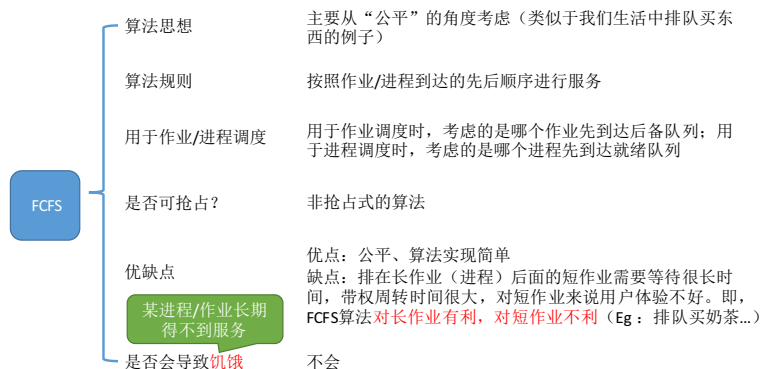 算法思想
主要从“公平”的角度考虑（类似于我们生活中排队买东
西的例子）
算法规则
按照作业/进程到达的先后顺序进行服务
用于作业/进程调度
用于作业调度时，考虑的是哪个作业先到达后备队列；用
于进程调度时，考虑的是哪个进程先到达就绪队列
FCFS
是否可抢占？
非抢占式的算法
优缺点
优点：公平、算法实现简单
缺点：排在长作业（进程）后面的短作业需要等待很长时
间，带权周转时间很大，对短作业来说用户体验不好。即，
FCFS算法对长作业有利，对短作业不利（Eg：排队买奶茶…）
某进程/作业长期
得不到服务
是否会导致饥饿
不会